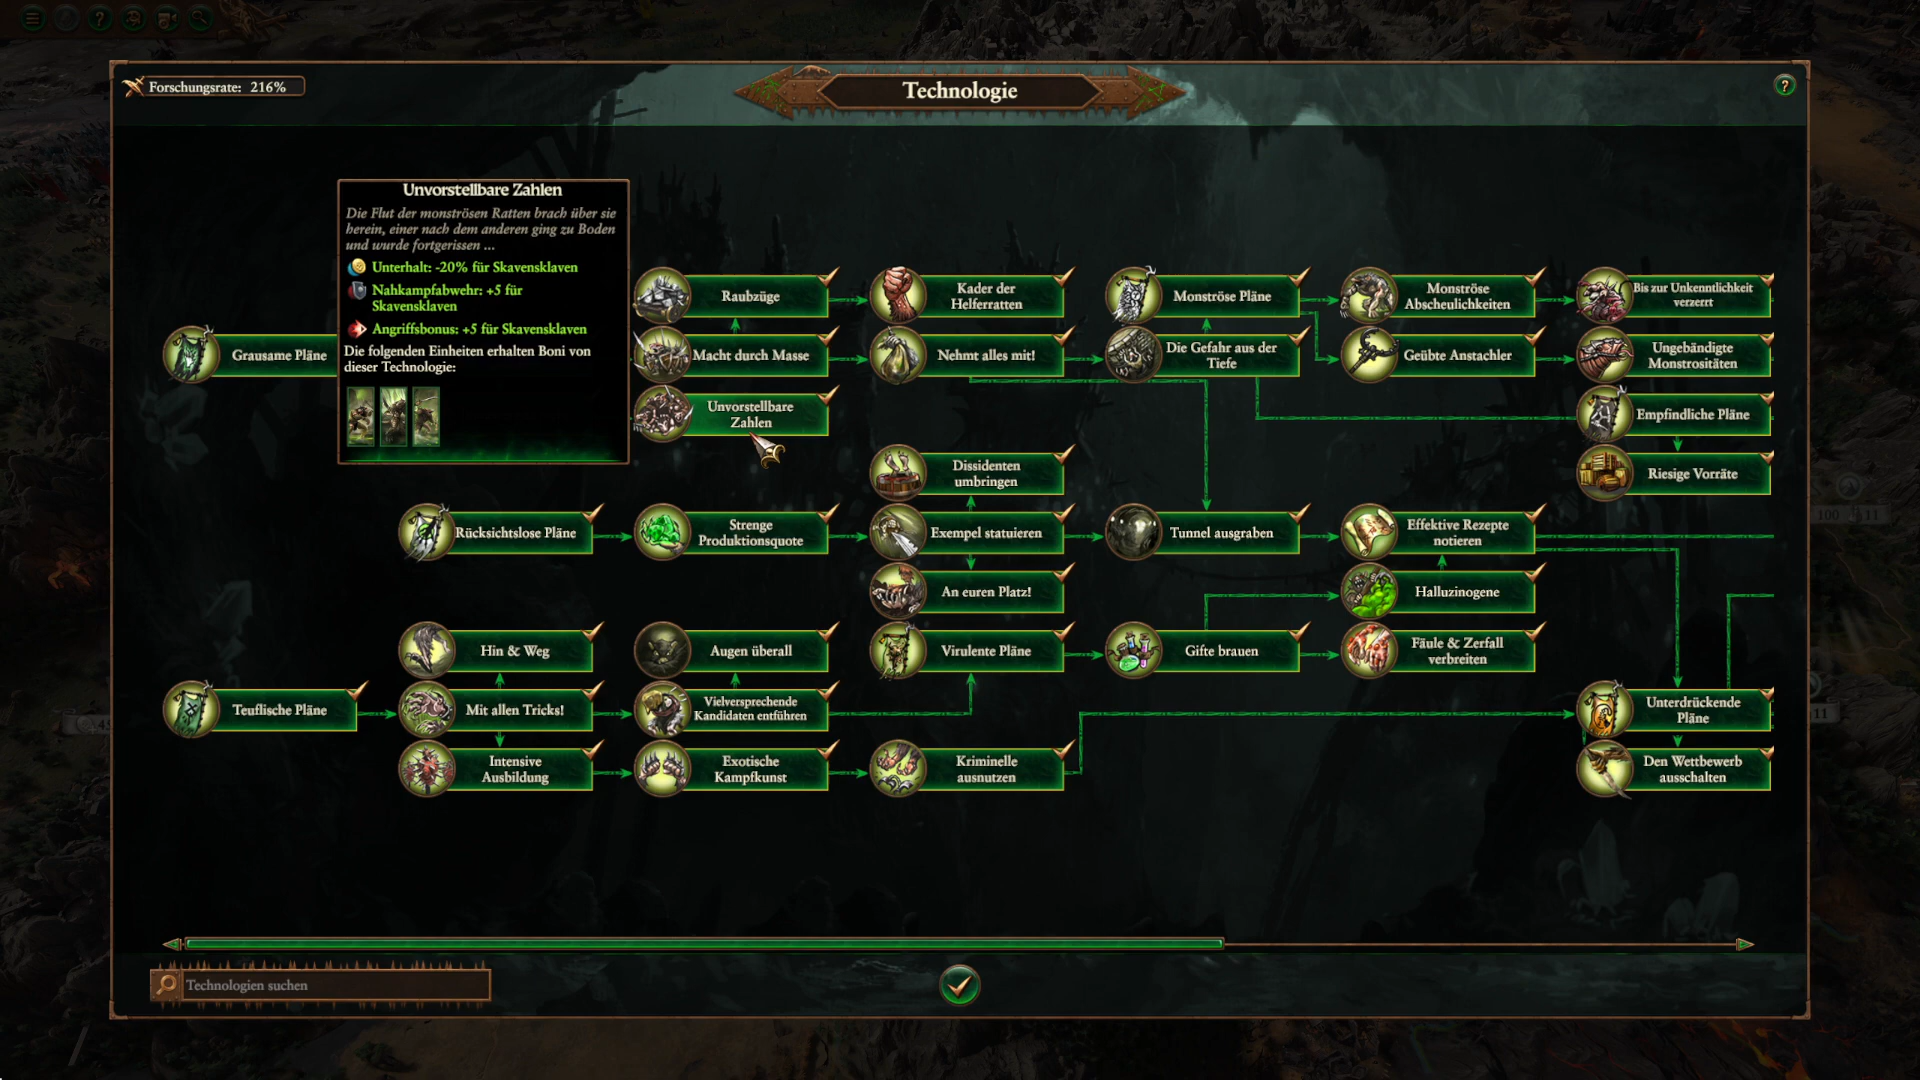 Forschungsrate: 216%
Technologie
Unvorstellbare Zahlen
Die Flut der monströsen Ratten brach über sie
herein, einer nach dem anderen ging zu Boden
und wurde fortgerissen ...
Unterhalt: -20% für Skavensklaven
Nahkampfabwehr: +5 für
Skavensklaven
Angriffsbonus: +5 für Skavensklaven
Die folgenden Einheiten erhalten Boni von
dieser Technologie:
Raubzüge
Kader der
Helferratten
Monströse Pläne
Monströse
Abscheulichkeiten
Bis zur Unkenntlichkeit
verzerrt
Grausame Pläne
Macht durch Masse
Nehmt alles mit!
Die Gefahr aus der
Tiefe
Geübte Anstachler
Ungebändigte
Monstrositäten
Unvorstellbare
Zahlen
Empfindliche Pläne
Dissidenten
umbringen
Riesige Vorräte
Rücksichtslose Pläne
Strenge
Produktionsquote
Exempel statuieren
Tunnel ausgraben
Effektive Rezepte
notieren
An euren Platz!
Halluzinogene
Hin & Weg
Augen überall
Virulente Pläne
Gifte brauen
Fäule & Zerfall
verbreiten
Teuflische Pläne
Mit allen Tricks!
Vielversprechende
Kandidaten entführen
Unterdrückende
Pläne
Intensive
Ausbildung
Exotische
Kampfkunst
Kriminelle
ausnutzen
Den Wettbewerb
ausschalten
Technologien suchen